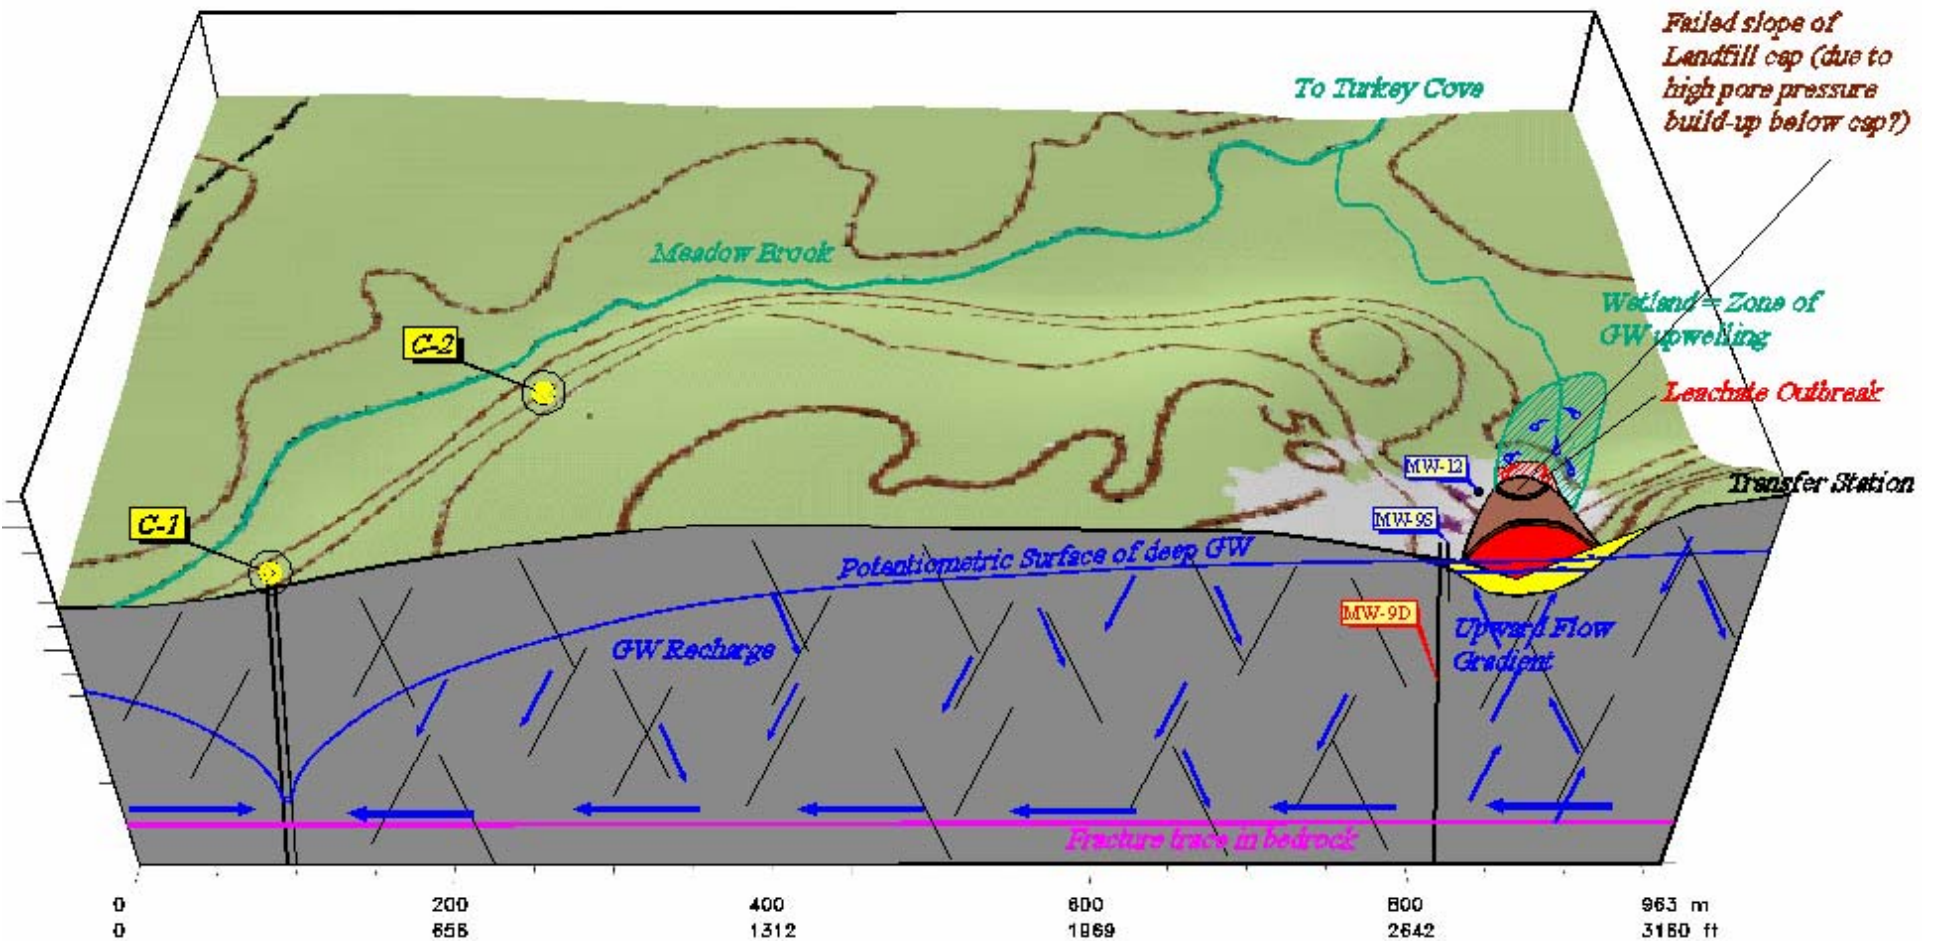 Failed slope of
Landfill cap (due to
high pore pressure
build-up below cap?)
To Turkey Cove
Meadow Brook
Wetland = Zone of
GW upwelling
C-2
Leachate Outbreak
MW-12
Transfer Station
C-1
MW-9S
Potentiometric Surface of deep GW
MW-9D
GW Recharge
Upward Flow
Gradient
Fracture trace in bedrock
0 200 400 600 800 963 m
0 656 1312 1969 2642 3160 ft